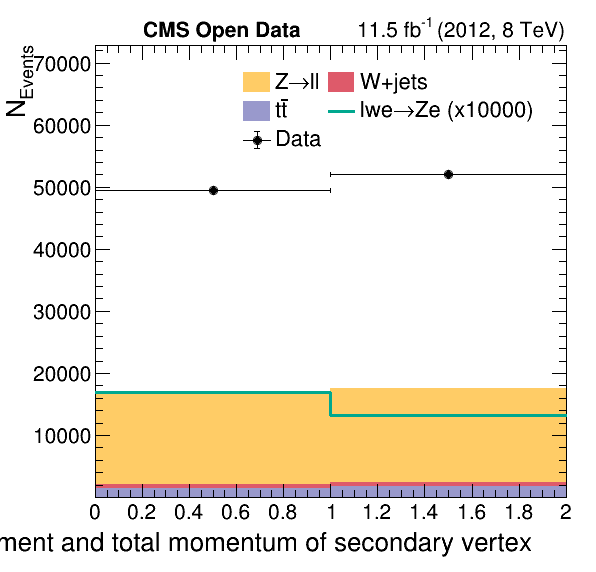 CMS Open Data 11.5 fb⁻¹ (2012, 8 TeV)
N_Events
Z→ll W+jets
tt̄ lwe→Ze (x10000)
Data
70000
60000
50000
40000
30000
20000
10000
0 0.2 0.4 0.6 0.8 1 1.2 1.4 1.6 1.8 2
ment and total momentum of secondary vertex